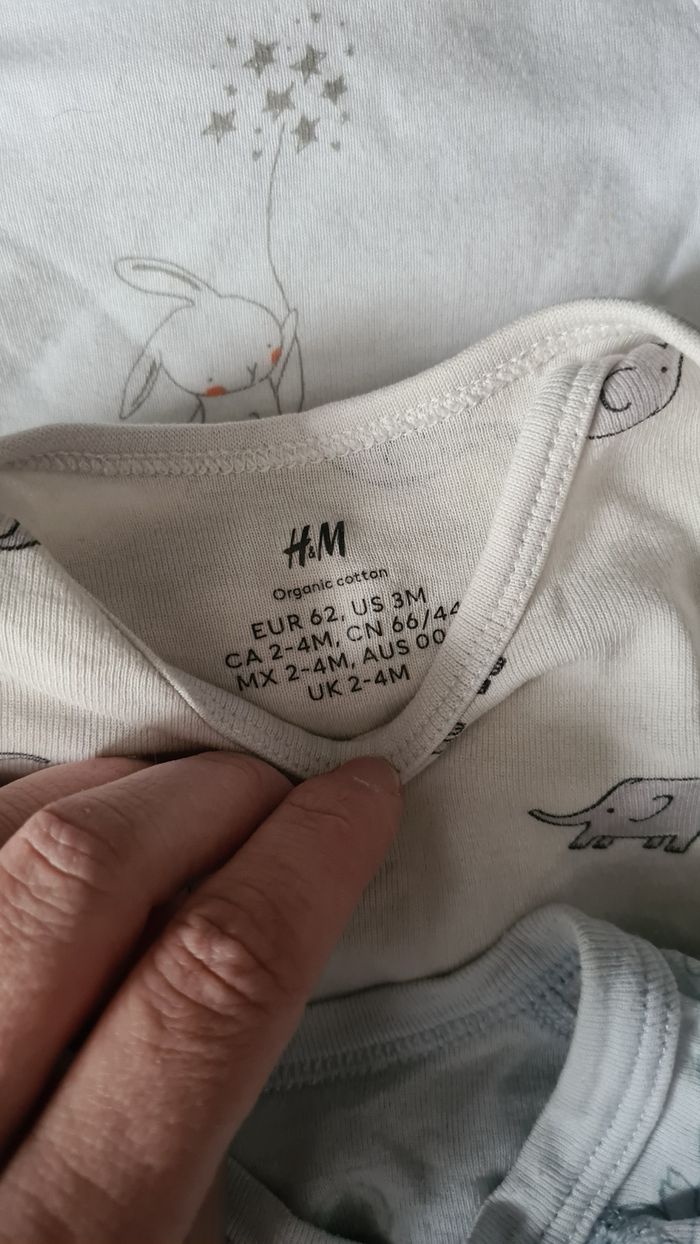 H&M
Organic cotton
EUR 62, US 3M
CA 2-4M, CN 66/44
MX 2-4M, AUS 00
UK 2-4M